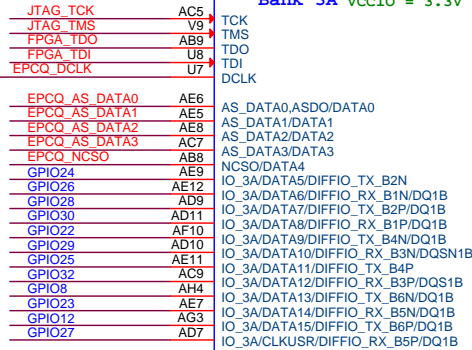 Bank 3A VCCIO = 3.3V
JTAG_TCK AC5 TCK
JTAG_TMS V9 TMS
FPGA_TDO AB9 TDO
FPGA_TDI U8 TDI
EPCQ_DCLK U7 DCLK
EPCQ_AS_DATA0 AE6 AS_DATA0,ASDO/DATA0
EPCQ_AS_DATA1 AE5 AS_DATA1/DATA1
EPCQ_AS_DATA2 AE8 AS_DATA2/DATA2
EPCQ_AS_DATA3 AC7 AS_DATA3/DATA3
EPCQ_NCSO AB8 NCSO/DATA4
GPIO24 AE9 IO_3A/DATA5/DIFFIO_TX_B2N
GPIO26 AE12 IO_3A/DATA6/DIFFIO_RX_B1N/DQ1B
GPIO28 AD9 IO_3A/DATA7/DIFFIO_TX_B2P/DQ1B
GPIO30 AD11 IO_3A/DATA8/DIFFIO_RX_B1P/DQ1B
GPIO22 AF10 IO_3A/DATA9/DIFFIO_TX_B4N/DQ1B
GPIO29 AD10 IO_3A/DATA10/DIFFIO_RX_B3N/DQSN1B
GPIO25 AE11 IO_3A/DATA11/DIFFIO_TX_B4P
GPIO32 AC9 IO_3A/DATA12/DIFFIO_RX_B3P/DQS1B
GPIO8 AH4 IO_3A/DATA13/DIFFIO_TX_B6N/DQ1B
GPIO23 AE7 IO_3A/DATA14/DIFFIO_RX_B5N/DQ1B
GPIO12 AG3 IO_3A/DATA15/DIFFIO_TX_B6P/DQ1B
GPIO27 AD7 IO_3A/CLKUSR/DIFFIO_RX_B5P/DQ1B